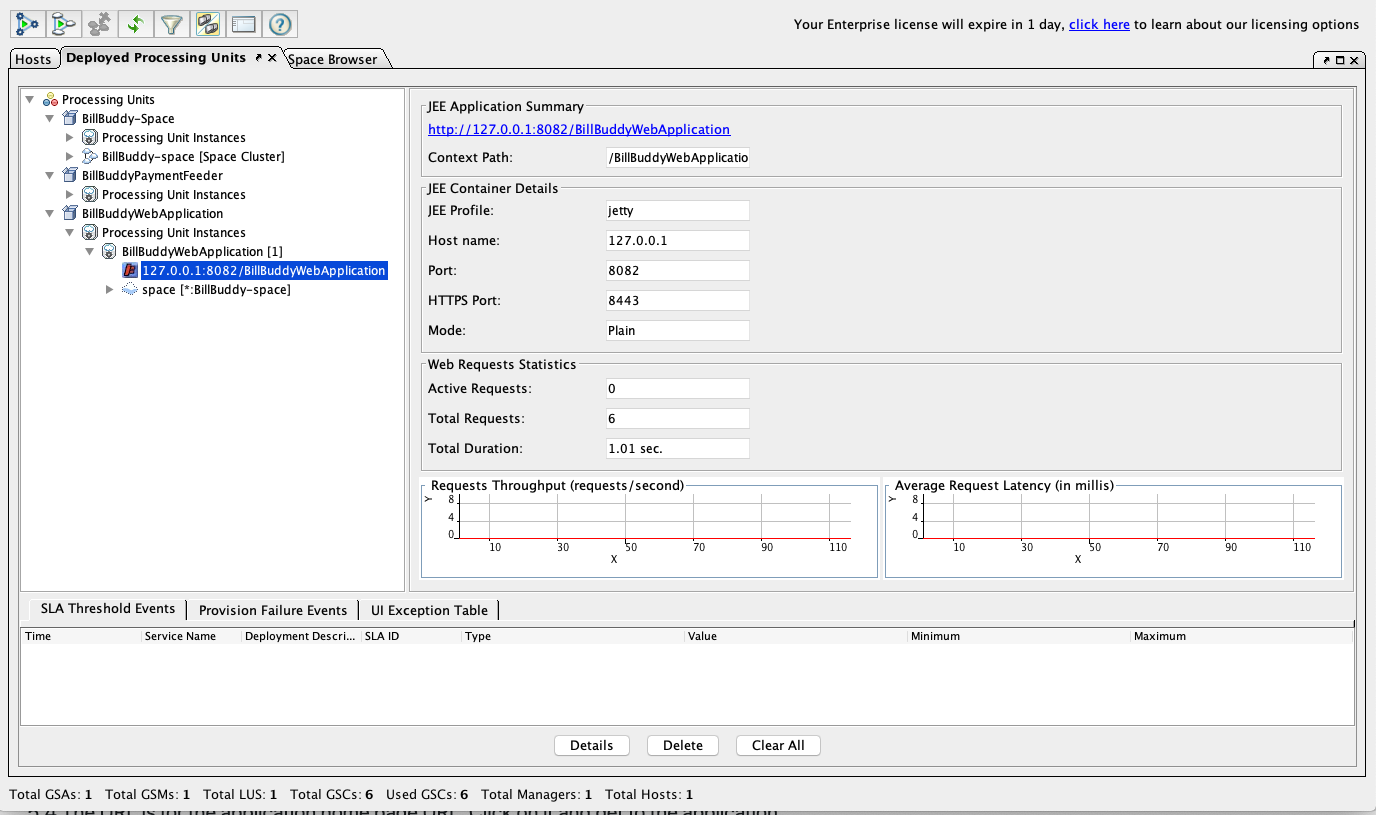 Your Enterprise license will expire in 1 day, click here to learn about our licensing options
Hosts
Deployed Processing Units
Space Browser
Processing Units
BillBuddy-Space
Processing Unit Instances
BillBuddy-space [Space Cluster]
BillBuddyPaymentFeeder
Processing Unit Instances
BillBuddyWebApplication
Processing Unit Instances
BillBuddyWebApplication [1]
127.0.0.1:8082/BillBuddyWebApplication
space [*:BillBuddy-space]
JEE Application Summary
http://127.0.0.1:8082/BillBuddyWebApplication
Context Path: /BillBuddyWebApplicatio
JEE Container Details
JEE Profile: jetty
Host name: 127.0.0.1
Port: 8082
HTTPS Port: 8443
Mode: Plain
Web Requests Statistics
Active Requests: 0
Total Requests: 6
Total Duration: 1.01 sec.
Requests Throughput (requests/second)
Y
8
4
0
10 30 50 70 90 110
X
Average Request Latency (in millis)
Y
8
4
0
10 30 50 70 90 110
X
SLA Threshold Events Provision Failure Events UI Exception Table
Time Service Name Deployment Descri... SLA ID Type Value Minimum Maximum
Details Delete Clear All
Total GSAs: 1 Total GSMs: 1 Total LUS: 1 Total GSCs: 6 Used GSCs: 6 Total Managers: 1 Total Hosts: 1